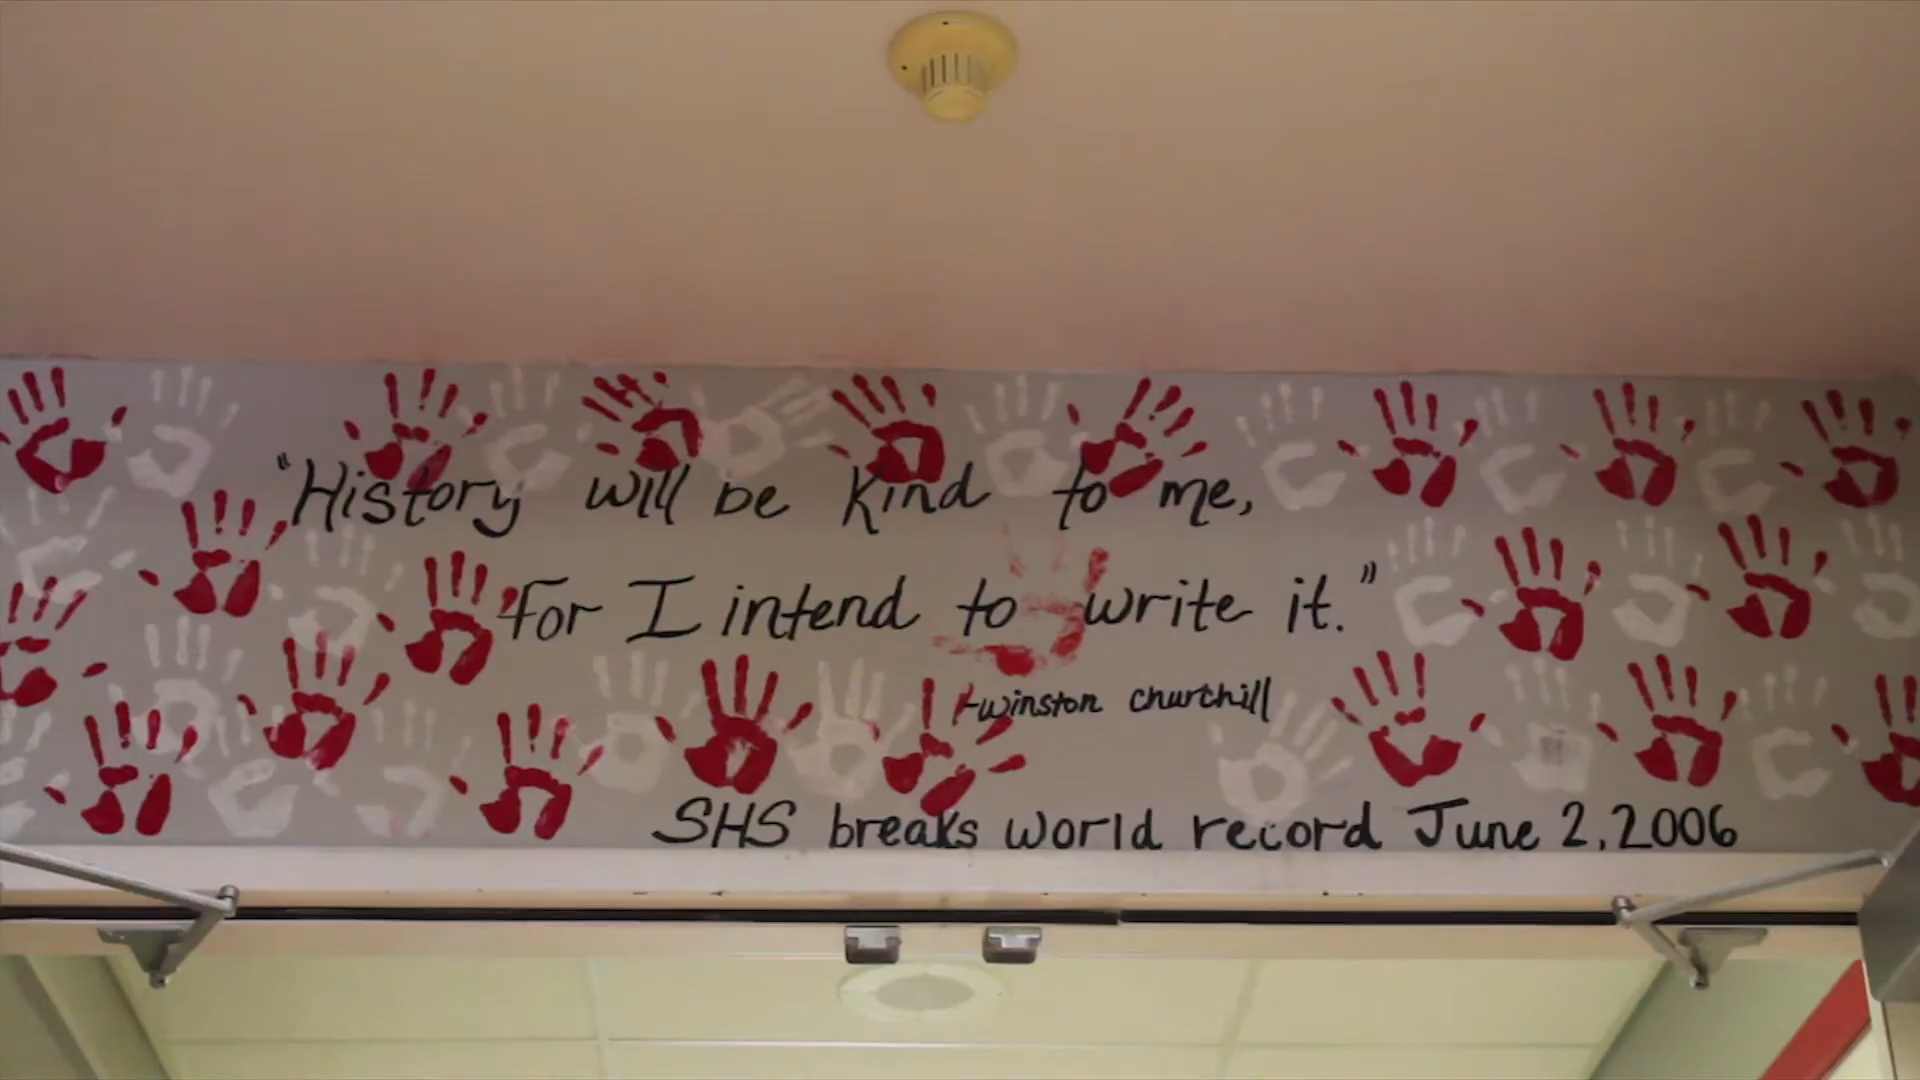 "History will be kind to me,
for I intend to write it."
-winston churchill
SHS breaks world record June 2, 2006